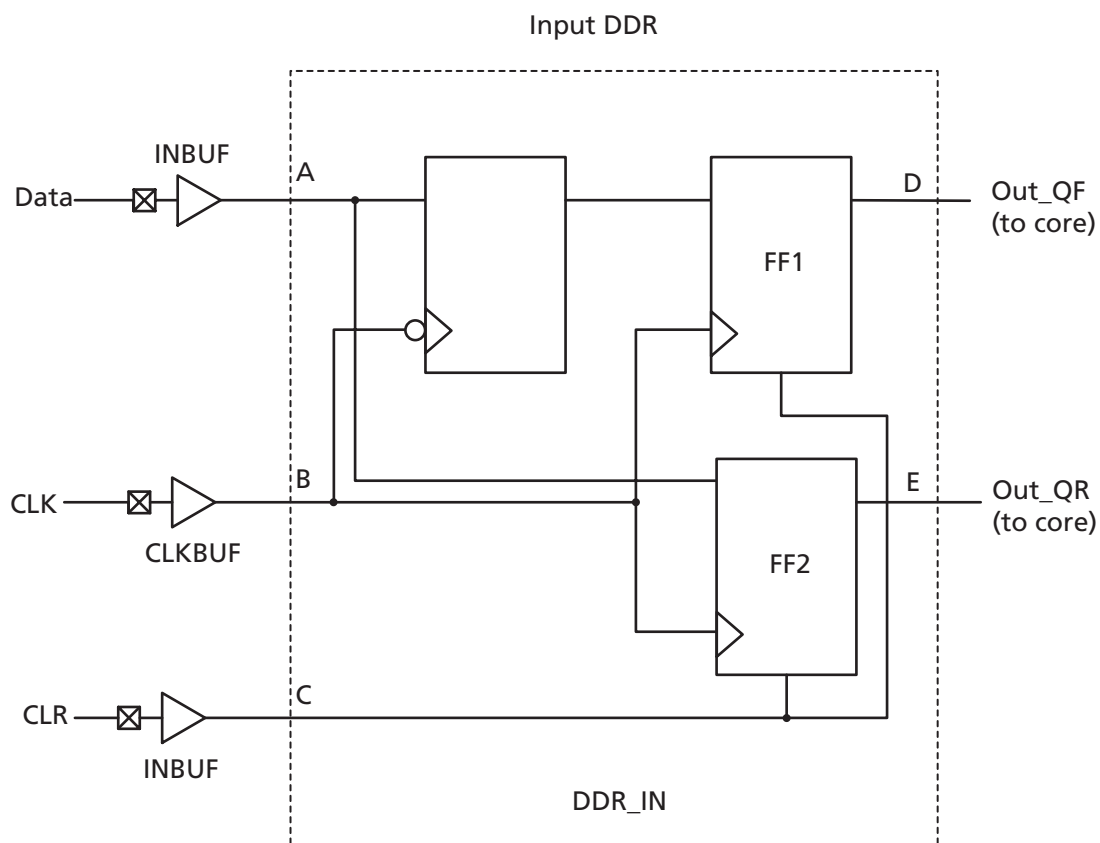 Input DDR
INBUF
A
Data
D
Out_QF
(to core)
FF1
B
E
CLK
Out_QR
(to core)
CLKBUF
FF2
C
CLR
INBUF
DDR_IN